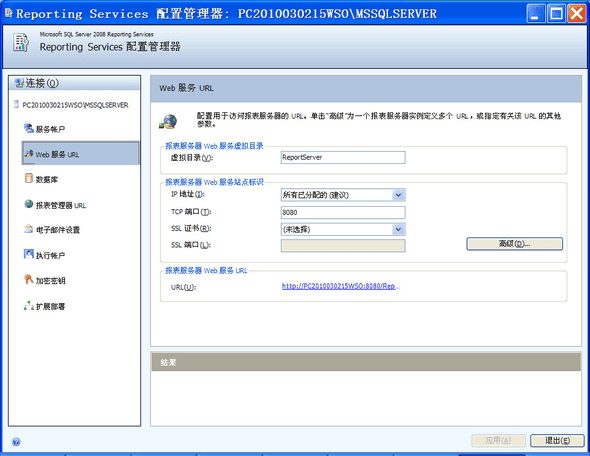 Reporting Services 配置管理器: PC2010030215WSO\MSSQLSERVER
Microsoft SQL Server 2008 Reporting Services
Reporting Services 配置管理器
连接(O)
PC2010030215WSO\MSSQLSERVER
服务帐户
Web 服务 URL
数据库
报表管理器 URL
电子邮件设置
执行帐户
加密密钥
扩展部署
Web 服务 URL
配置用于访问报表服务器的 URL。单击“高级”为一个报表服务器实例定义多个 URL，或指定有关该 URL 的其他
参数。
报表服务器 Web 服务虚拟目录
虚拟目录(V): ReportServer
报表服务器 Web 服务站点标识
IP 地址(I): 所有已分配的(建议)
TCP 端口(T): 8080
SSL 证书(R): (未选择)
SSL 端口(L):
高级(D)...
报表服务器 Web 服务 URL
URL(U): http://PC2010030215WSO:8080/Rep...
结果
应用(A)
退出(E)